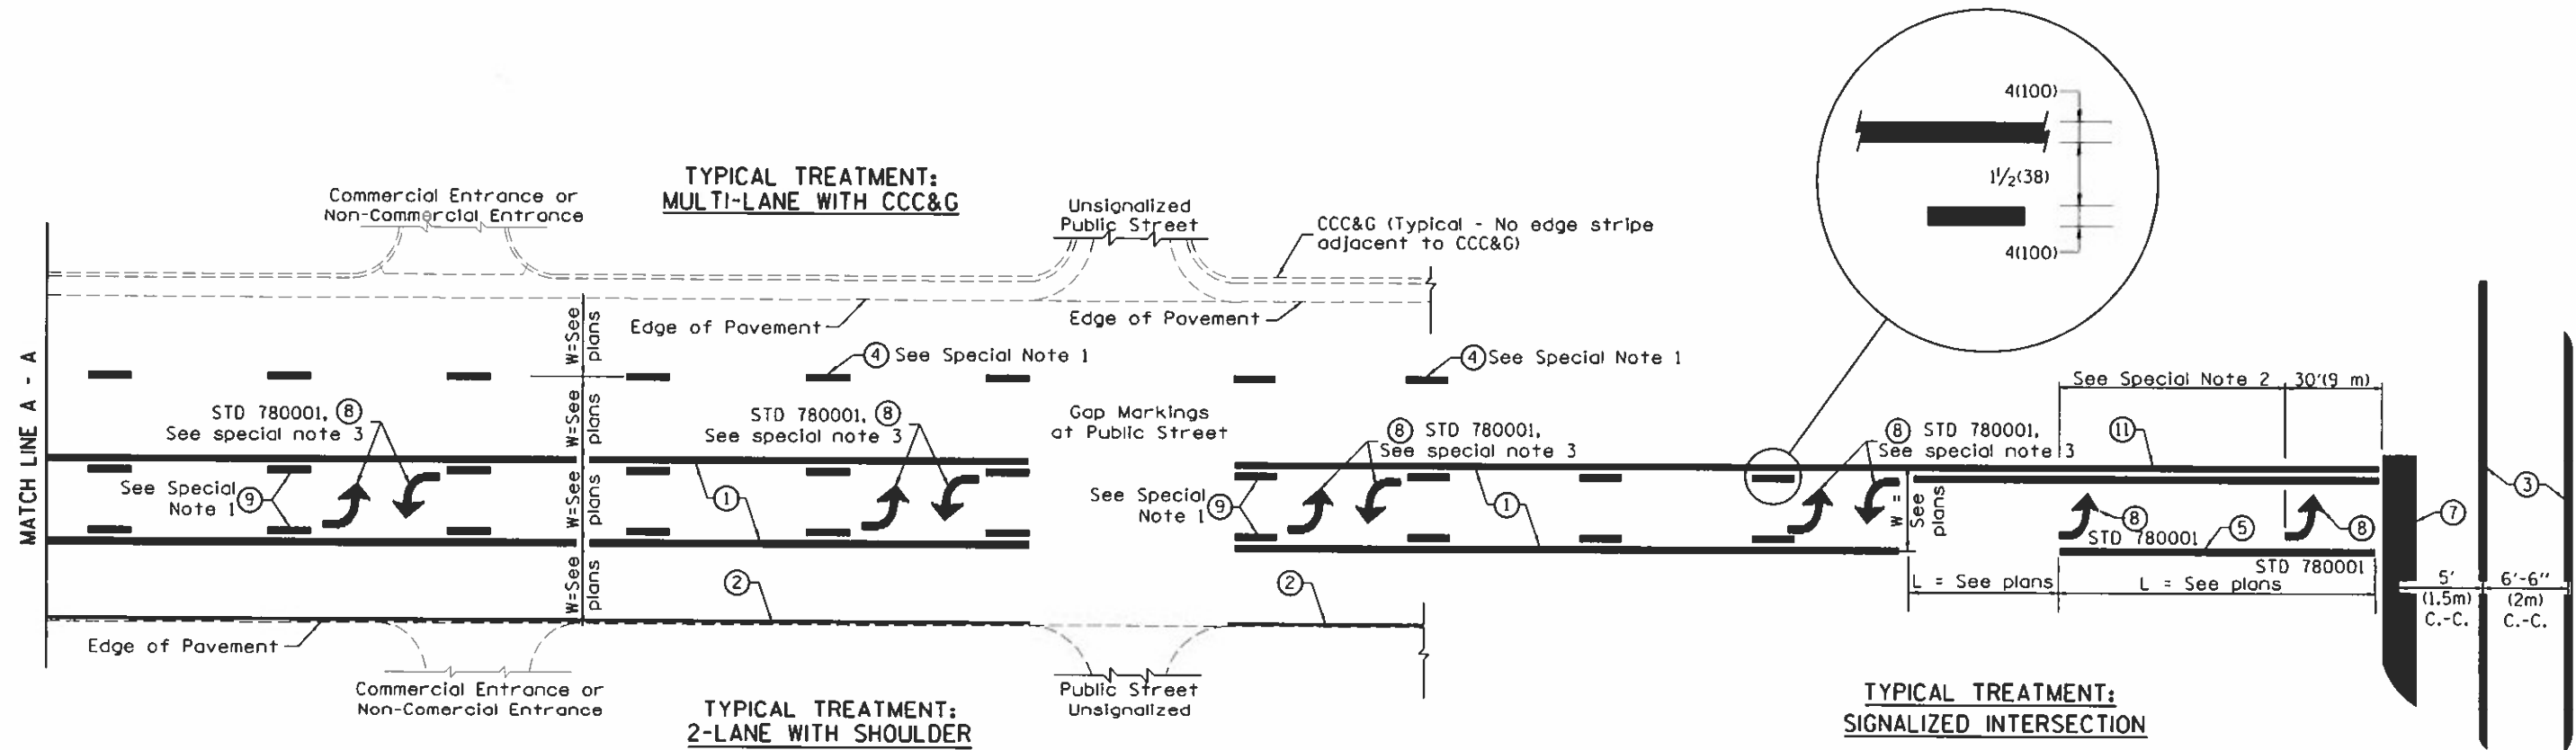 4(100)
1½(38)
4(100)
TYPICAL TREATMENT:
MULTI-LANE WITH CCC&G
Commercial Entrance or
Non-Commercial Entrance
Unsignalized
Public Street
CCC&G (Typical - No edge stripe
adjacent to CCC&G)
Edge of Pavement
Edge of Pavement
W=See plans
W=See plans
W=See plans
W=See plans
MATCH LINE A - A
4 See Special Note 1
4 See Special Note 1
STD 780001, 8
See special note 3
STD 780001, 8
See special note 3
Gap Markings
at Public Street
8 STD 780001,
See special note 3
8 STD 780001,
See special note 3
See Special Note 2
30'(9 m)
11
See Special
Note 1
9
1
See Special
Note 1
9
1
W =
See
plans
8
STD 780001
5
8
STD 780001
7
3
2
2
L = See plans
L = See plans
5'
(1.5m)
C.-C.
6'-6"
(2m)
C.-C.
Edge of Pavement
Commercial Entrance or
Non-Comercial Entrance
Public Street
Unsignalized
TYPICAL TREATMENT:
2-LANE WITH SHOULDER
TYPICAL TREATMENT:
SIGNALIZED INTERSECTION